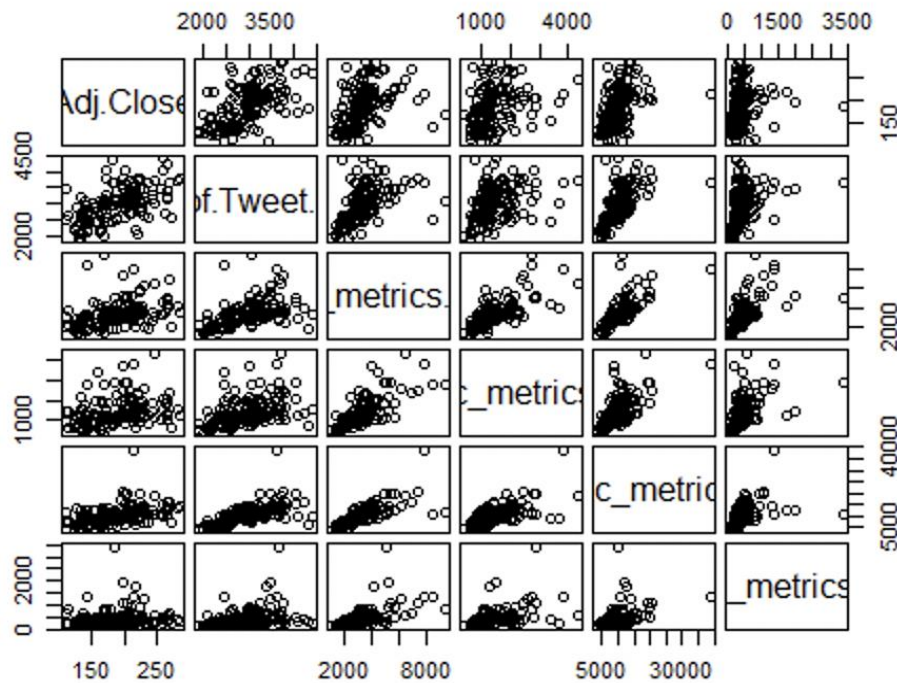 2000 3500 1000 4000 0 1500 3500
Adj.Close 150
4500 2000 of.Tweet.
_metrics. 2000
1000 c_metrics
c_metric 5000 40000
0 2000 _metrics
150 250 2000 8000 5000 30000